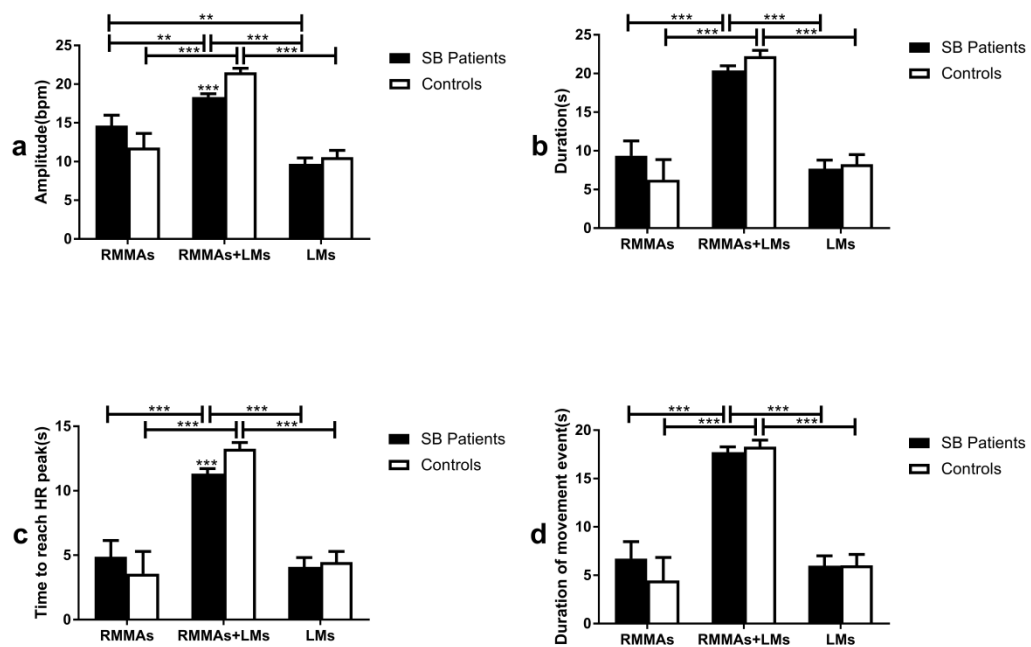 **
** ***
*** ***
a
Amplitude(bpm)
25
20
15
10
5
0
***
RMMAs RMMAs+LMs LMs
SB Patients
Controls
*** ***
*** ***
b
Duration(s)
30
20
10
5
0
RMMAs RMMAs+LMs LMs
SB Patients
Controls
*** ***
*** ***
c
Time to reach HR peak(s)
15
10
5
0
***
RMMAs RMMAs+LMs LMs
SB Patients
Controls
*** ***
*** ***
d
Duration of movement event(s)
20
15
10
5
0
RMMAs RMMAs+LMs LMs
SB Patients
Controls